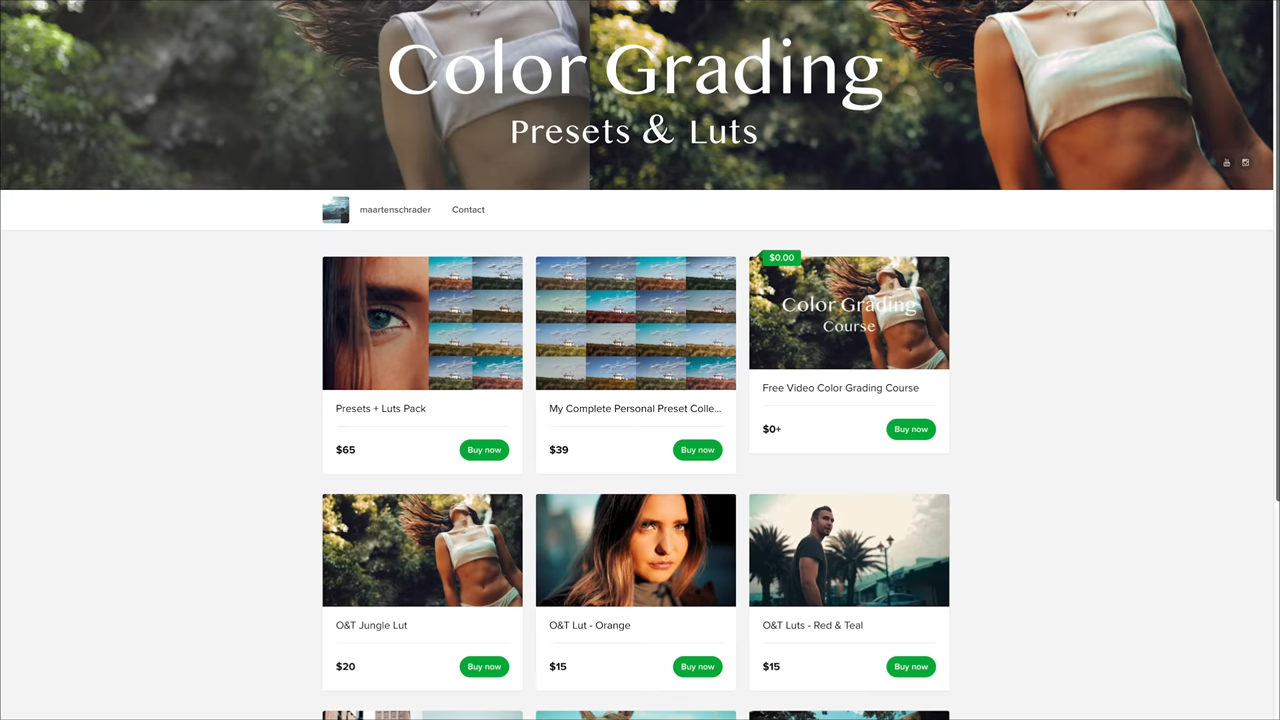 Color Grading
Presets & Luts
maartenschrader Contact
$0.00
Color Grading
Course
Presets + Luts Pack
My Complete Personal Preset Colle...
Free Video Color Grading Course
$65 Buy now
$39 Buy now
$0+ Buy now
O&T Jungle Lut
O&T Lut - Orange
O&T Luts - Red & Teal
$20 Buy now
$15 Buy now
$15 Buy now